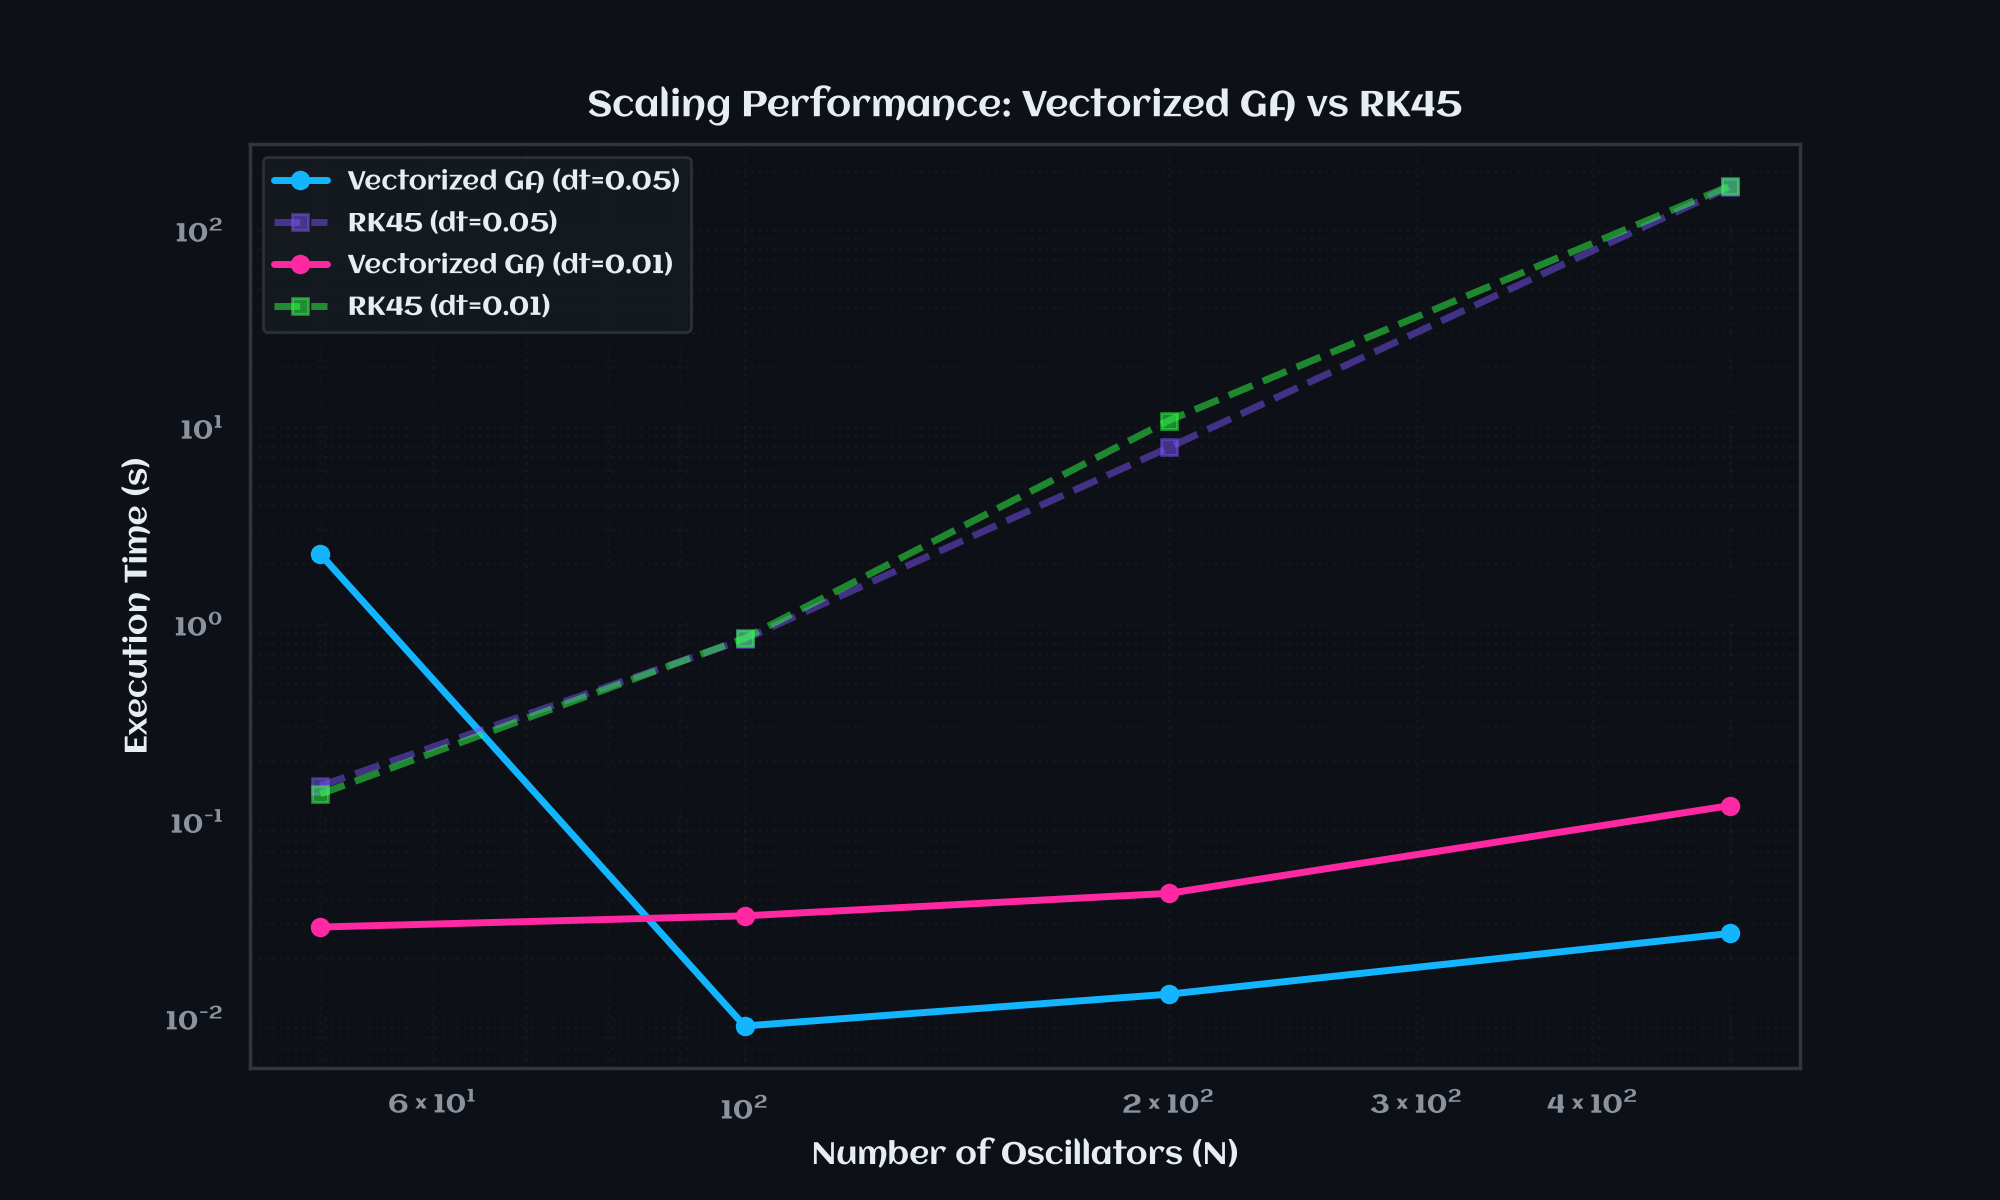 Scaling Performance: Vectorized GA vs RK45
Vectorized GA (dt=0.05)
RK45 (dt=0.05)
Vectorized GA (dt=0.01)
RK45 (dt=0.01)
10²
10¹
10⁰
10⁻¹
10⁻²
Execution Time (s)
6 × 10¹
10²
2 × 10²
3 × 10²
4 × 10²
Number of Oscillators (N)